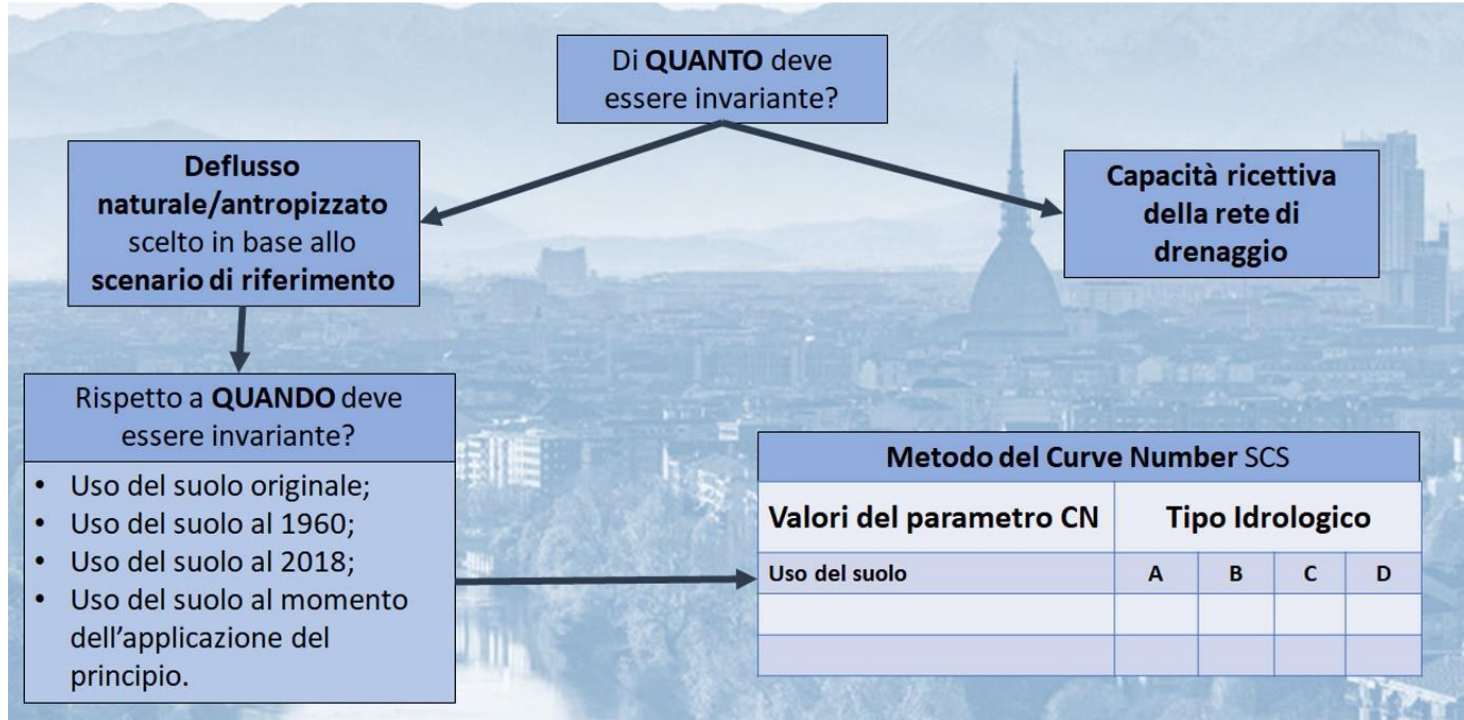 Di QUANTO deve
essere invariante?
Deflusso
naturale/antropizzato
scelto in base allo
scenario di riferimento
Capacità ricettiva
della rete di
drenaggio
Rispetto a QUANDO deve
essere invariante?
• Uso del suolo originale;
• Uso del suolo al 1960;
• Uso del suolo al 2018;
• Uso del suolo al momento
dell’applicazione del
principio.
Metodo del Curve Number SCS
Valori del parametro CN Tipo Idrologico
Uso del suolo A B C D